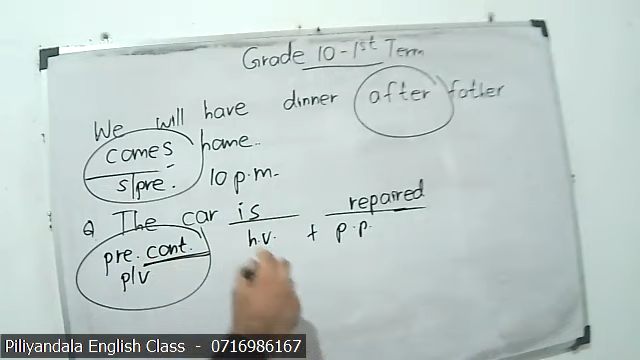 Grade 10 - 1st Term
We will have dinner after father
comes home..
s/pre. 10 p.m.
Q The car is repaired
pre. cont. h.v. + p.p.
p/v
Piliyandala English Class - 0716986167